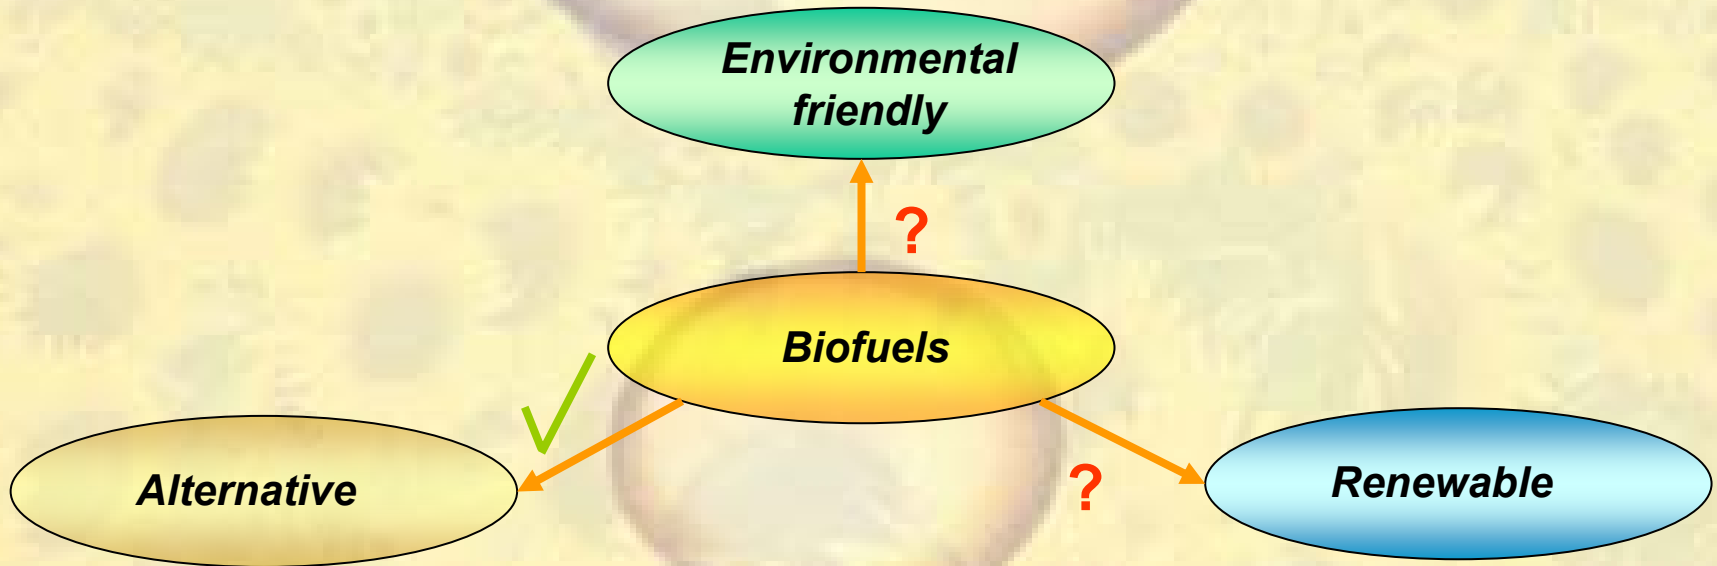 Environmental
friendly
?
Biofuels
Alternative
?
Renewable